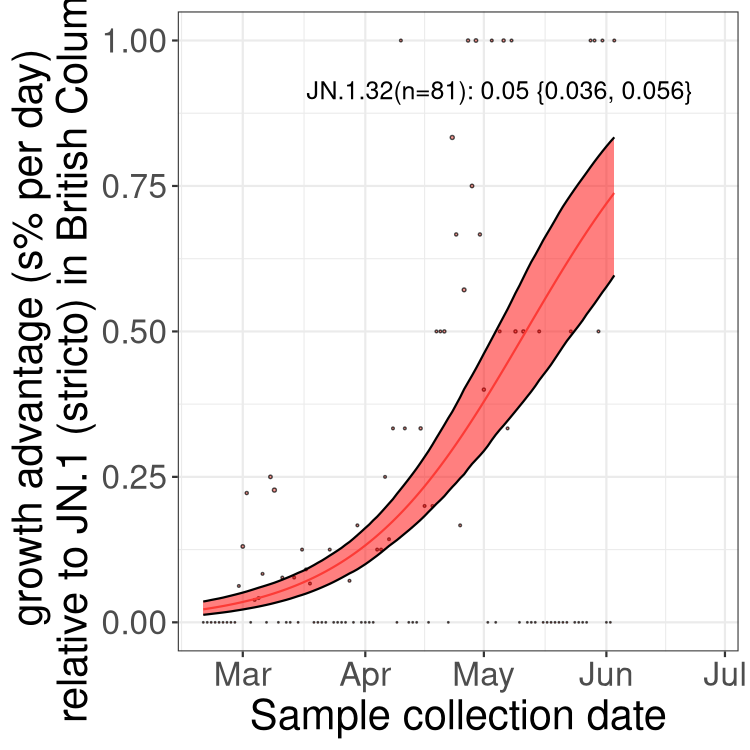 growth advantage (s% per day)
relative to JN.1 (stricto) in British Colum
1.00
0.75
0.50
0.25
0.00
JN.1.32(n=81): 0.05 {0.036, 0.056}
Mar Apr May Jun Jul
Sample collection date